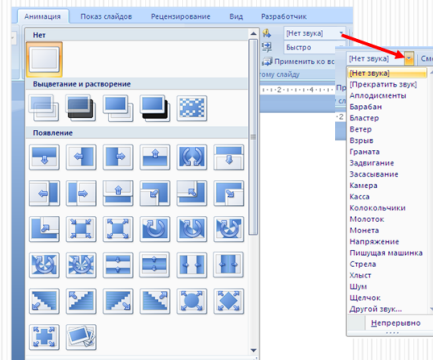 Анимация Показ слайдов Рецензирование Вид Разработчик
Нет
Выцветание и растворение
Появление
[Нет звука]
Быстро
Применить ко вс
тому слайду
[Нет звука] См
[Нет звука]
[Прекратить звук]
Аплодисменты
Барабан
Бластер
Ветер
Взрыв
Граната
Задвигание
Засасывание
Камера
Касса
Колокольчики
Молоток
Монета
Напряжение
Пишущая машинка
Стрела
Хлыст
Шум
Щелчок
Другой звук...
Непрерывно